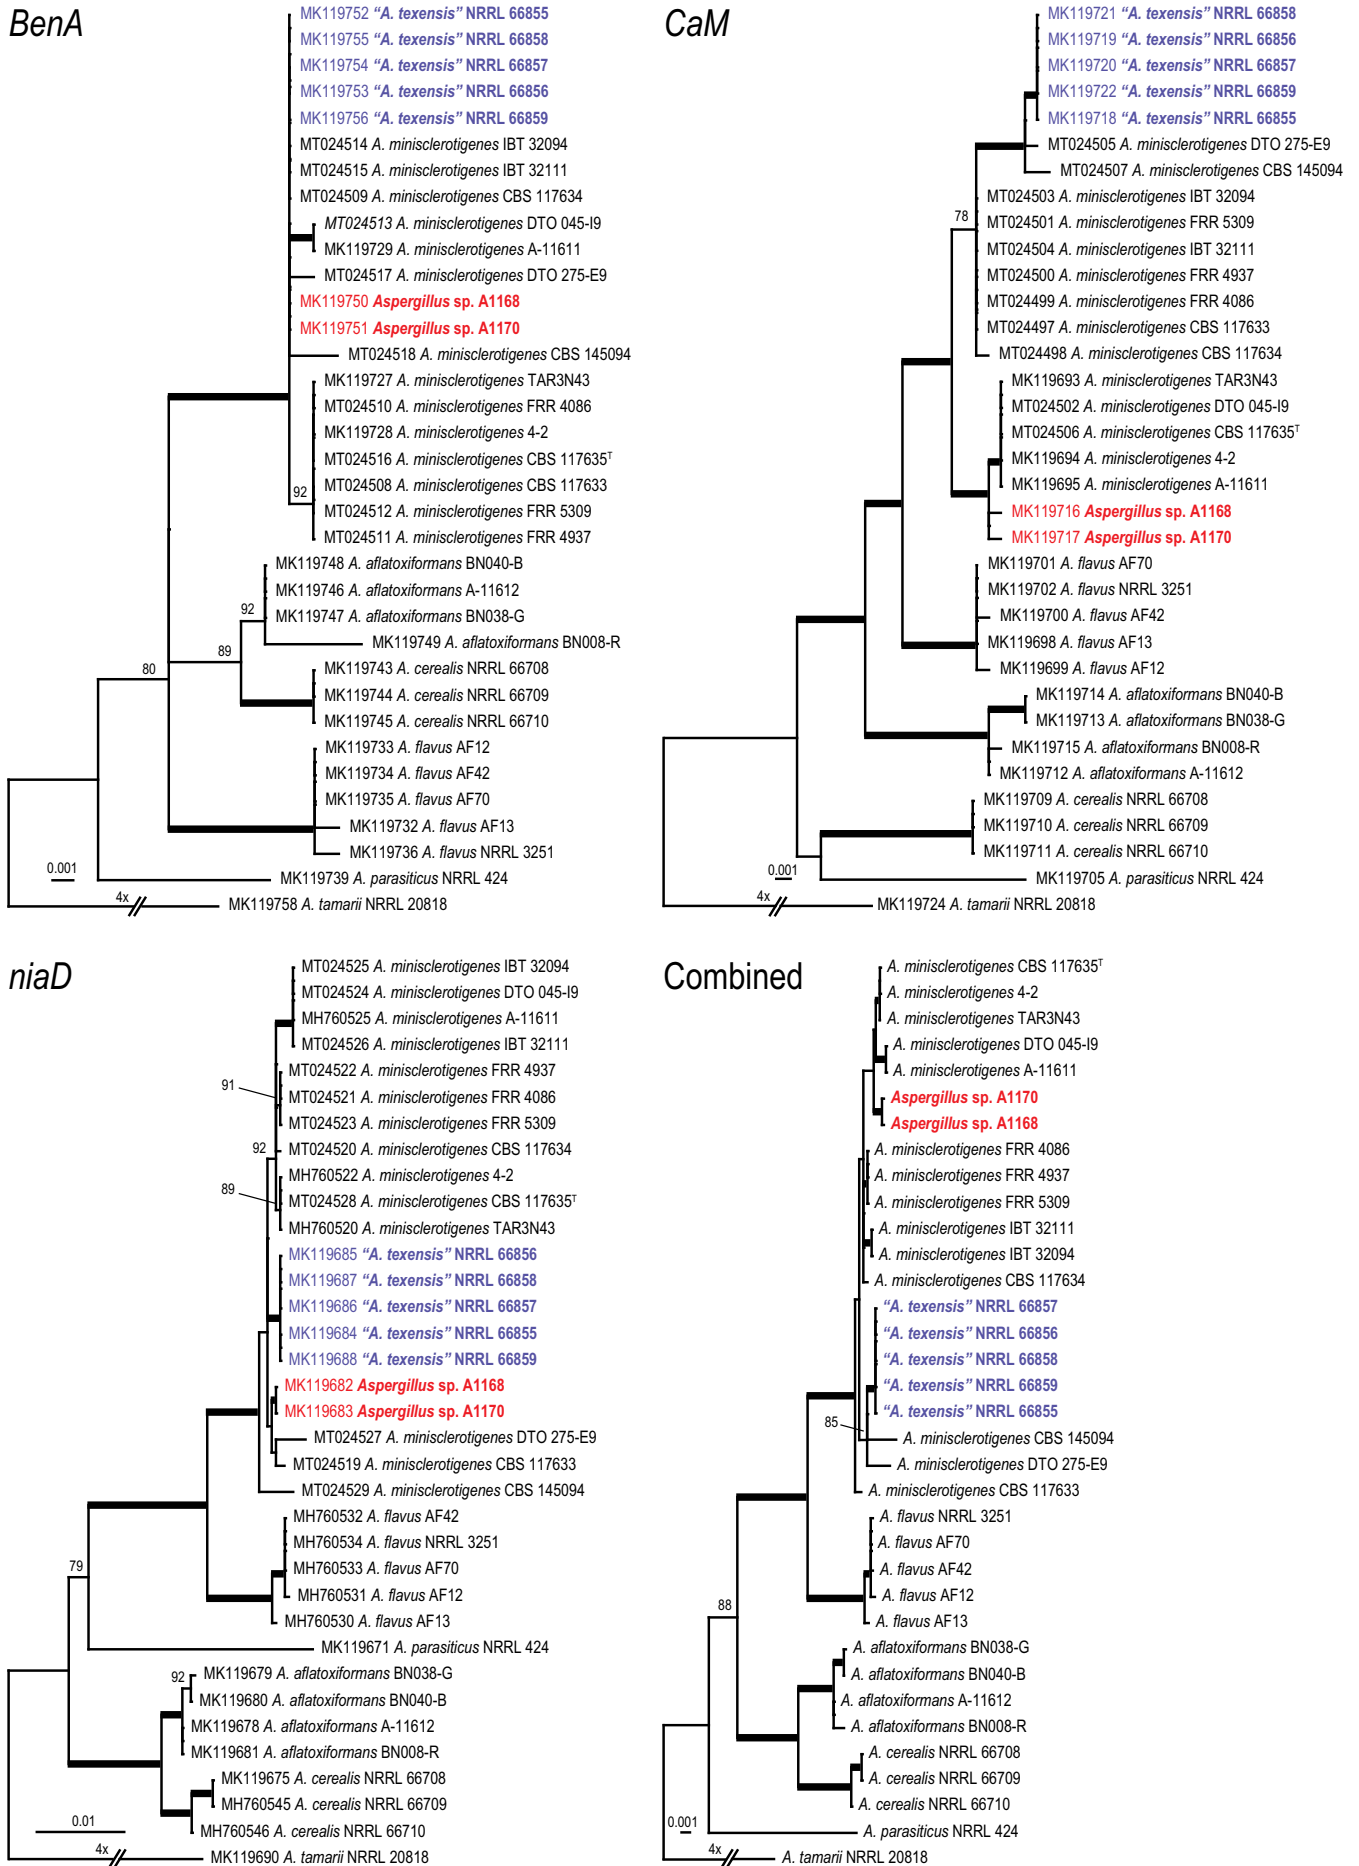 BenA
MK119752 "A. texensis" NRRL 66855
MK119755 "A. texensis" NRRL 66858
MK119754 "A. texensis" NRRL 66857
MK119753 "A. texensis" NRRL 66856
MK119756 "A. texensis" NRRL 66859
MT024514 A. minisclerotigenes IBT 32094
MT024515 A. minisclerotigenes IBT 32111
MT024509 A. minisclerotigenes CBS 117634
MT024513 A. minisclerotigenes DTO 045-I9
MK119729 A. minisclerotigenes A-11611
MT024517 A. minisclerotigenes DTO 275-E9
MK119750 Aspergillus sp. A1168
MK119751 Aspergillus sp. A1170
MT024518 A. minisclerotigenes CBS 145094
MK119727 A. minisclerotigenes TAR3N43
MT024510 A. minisclerotigenes FRR 4086
MK119728 A. minisclerotigenes 4-2
MT024516 A. minisclerotigenes CBS 117635ᵀ
MT024508 A. minisclerotigenes CBS 117633
92
MT024512 A. minisclerotigenes FRR 5309
MT024511 A. minisclerotigenes FRR 4937
MK119748 A. aflatoxiformans BN040-B
MK119746 A. aflatoxiformans A-11612
92
MK119747 A. aflatoxiformans BN038-G
MK119749 A. aflatoxiformans BN008-R
89
80
MK119743 A. cerealis NRRL 66708
MK119744 A. cerealis NRRL 66709
MK119745 A. cerealis NRRL 66710
MK119733 A. flavus AF12
MK119734 A. flavus AF42
MK119735 A. flavus AF70
MK119732 A. flavus AF13
MK119736 A. flavus NRRL 3251
0.001
MK119739 A. parasiticus NRRL 424
4x
MK119758 A. tamarii NRRL 20818
CaM
MK119721 "A. texensis" NRRL 66858
MK119719 "A. texensis" NRRL 66856
MK119720 "A. texensis" NRRL 66857
MK119722 "A. texensis" NRRL 66859
MK119718 "A. texensis" NRRL 66855
MT024505 A. minisclerotigenes DTO 275-E9
MT024507 A. minisclerotigenes CBS 145094
MT024503 A. minisclerotigenes IBT 32094
78
MT024501 A. minisclerotigenes FRR 5309
MT024504 A. minisclerotigenes IBT 32111
MT024500 A. minisclerotigenes FRR 4937
MT024499 A. minisclerotigenes FRR 4086
MT024497 A. minisclerotigenes CBS 117633
MT024498 A. minisclerotigenes CBS 117634
MK119693 A. minisclerotigenes TAR3N43
MT024502 A. minisclerotigenes DTO 045-I9
MT024506 A. minisclerotigenes CBS 117635ᵀ
MK119694 A. minisclerotigenes 4-2
MK119695 A. minisclerotigenes A-11611
MK119716 Aspergillus sp. A1168
MK119717 Aspergillus sp. A1170
MK119701 A. flavus AF70
MK119702 A. flavus NRRL 3251
MK119700 A. flavus AF42
MK119698 A. flavus AF13
MK119699 A. flavus AF12
MK119714 A. aflatoxiformans BN040-B
MK119713 A. aflatoxiformans BN038-G
MK119715 A. aflatoxiformans BN008-R
MK119712 A. aflatoxiformans A-11612
MK119709 A. cerealis NRRL 66708
MK119710 A. cerealis NRRL 66709
MK119711 A. cerealis NRRL 66710
0.001
MK119705 A. parasiticus NRRL 424
4x
MK119724 A. tamarii NRRL 20818
niaD
MT024525 A. minisclerotigenes IBT 32094
MT024524 A. minisclerotigenes DTO 045-I9
MH760525 A. minisclerotigenes A-11611
MT024526 A. minisclerotigenes IBT 32111
MT024522 A. minisclerotigenes FRR 4937
91
MT024521 A. minisclerotigenes FRR 4086
MT024523 A. minisclerotigenes FRR 5309
92
MT024520 A. minisclerotigenes CBS 117634
MH760522 A. minisclerotigenes 4-2
89
MT024528 A. minisclerotigenes CBS 117635ᵀ
MH760520 A. minisclerotigenes TAR3N43
MK119685 "A. texensis" NRRL 66856
MK119687 "A. texensis" NRRL 66858
MK119686 "A. texensis" NRRL 66857
MK119684 "A. texensis" NRRL 66855
MK119688 "A. texensis" NRRL 66859
MK119682 Aspergillus sp. A1168
MK119683 Aspergillus sp. A1170
MT024527 A. minisclerotigenes DTO 275-E9
MT024519 A. minisclerotigenes CBS 117633
MT024529 A. minisclerotigenes CBS 145094
MH760532 A. flavus AF42
MH760534 A. flavus NRRL 3251
79
MH760533 A. flavus AF70
MH760531 A. flavus AF12
MH760530 A. flavus AF13
MK119671 A. parasiticus NRRL 424
92
MK119679 A. aflatoxiformans BN038-G
MK119680 A. aflatoxiformans BN040-B
MK119678 A. aflatoxiformans A-11612
MK119681 A. aflatoxiformans BN008-R
MK119675 A. cerealis NRRL 66708
MH760545 A. cerealis NRRL 66709
0.01
MH760546 A. cerealis NRRL 66710
4x
MK119690 A. tamarii NRRL 20818
Combined
A. minisclerotigenes CBS 117635ᵀ
A. minisclerotigenes 4-2
A. minisclerotigenes TAR3N43
A. minisclerotigenes DTO 045-I9
A. minisclerotigenes A-11611
Aspergillus sp. A1170
Aspergillus sp. A1168
A. minisclerotigenes FRR 4086
A. minisclerotigenes FRR 4937
A. minisclerotigenes FRR 5309
A. minisclerotigenes IBT 32111
A. minisclerotigenes IBT 32094
A. minisclerotigenes CBS 117634
"A. texensis" NRRL 66857
"A. texensis" NRRL 66856
"A. texensis" NRRL 66858
"A. texensis" NRRL 66859
"A. texensis" NRRL 66855
85
A. minisclerotigenes CBS 145094
A. minisclerotigenes DTO 275-E9
A. minisclerotigenes CBS 117633
A. flavus NRRL 3251
A. flavus AF70
A. flavus AF42
A. flavus AF12
88
A. flavus AF13
A. aflatoxiformans BN038-G
A. aflatoxiformans BN040-B
A. aflatoxiformans A-11612
A. aflatoxiformans BN008-R
A. cerealis NRRL 66708
A. cerealis NRRL 66709
A. cerealis NRRL 66710
0.001
A. parasiticus NRRL 424
4x
A. tamarii NRRL 20818